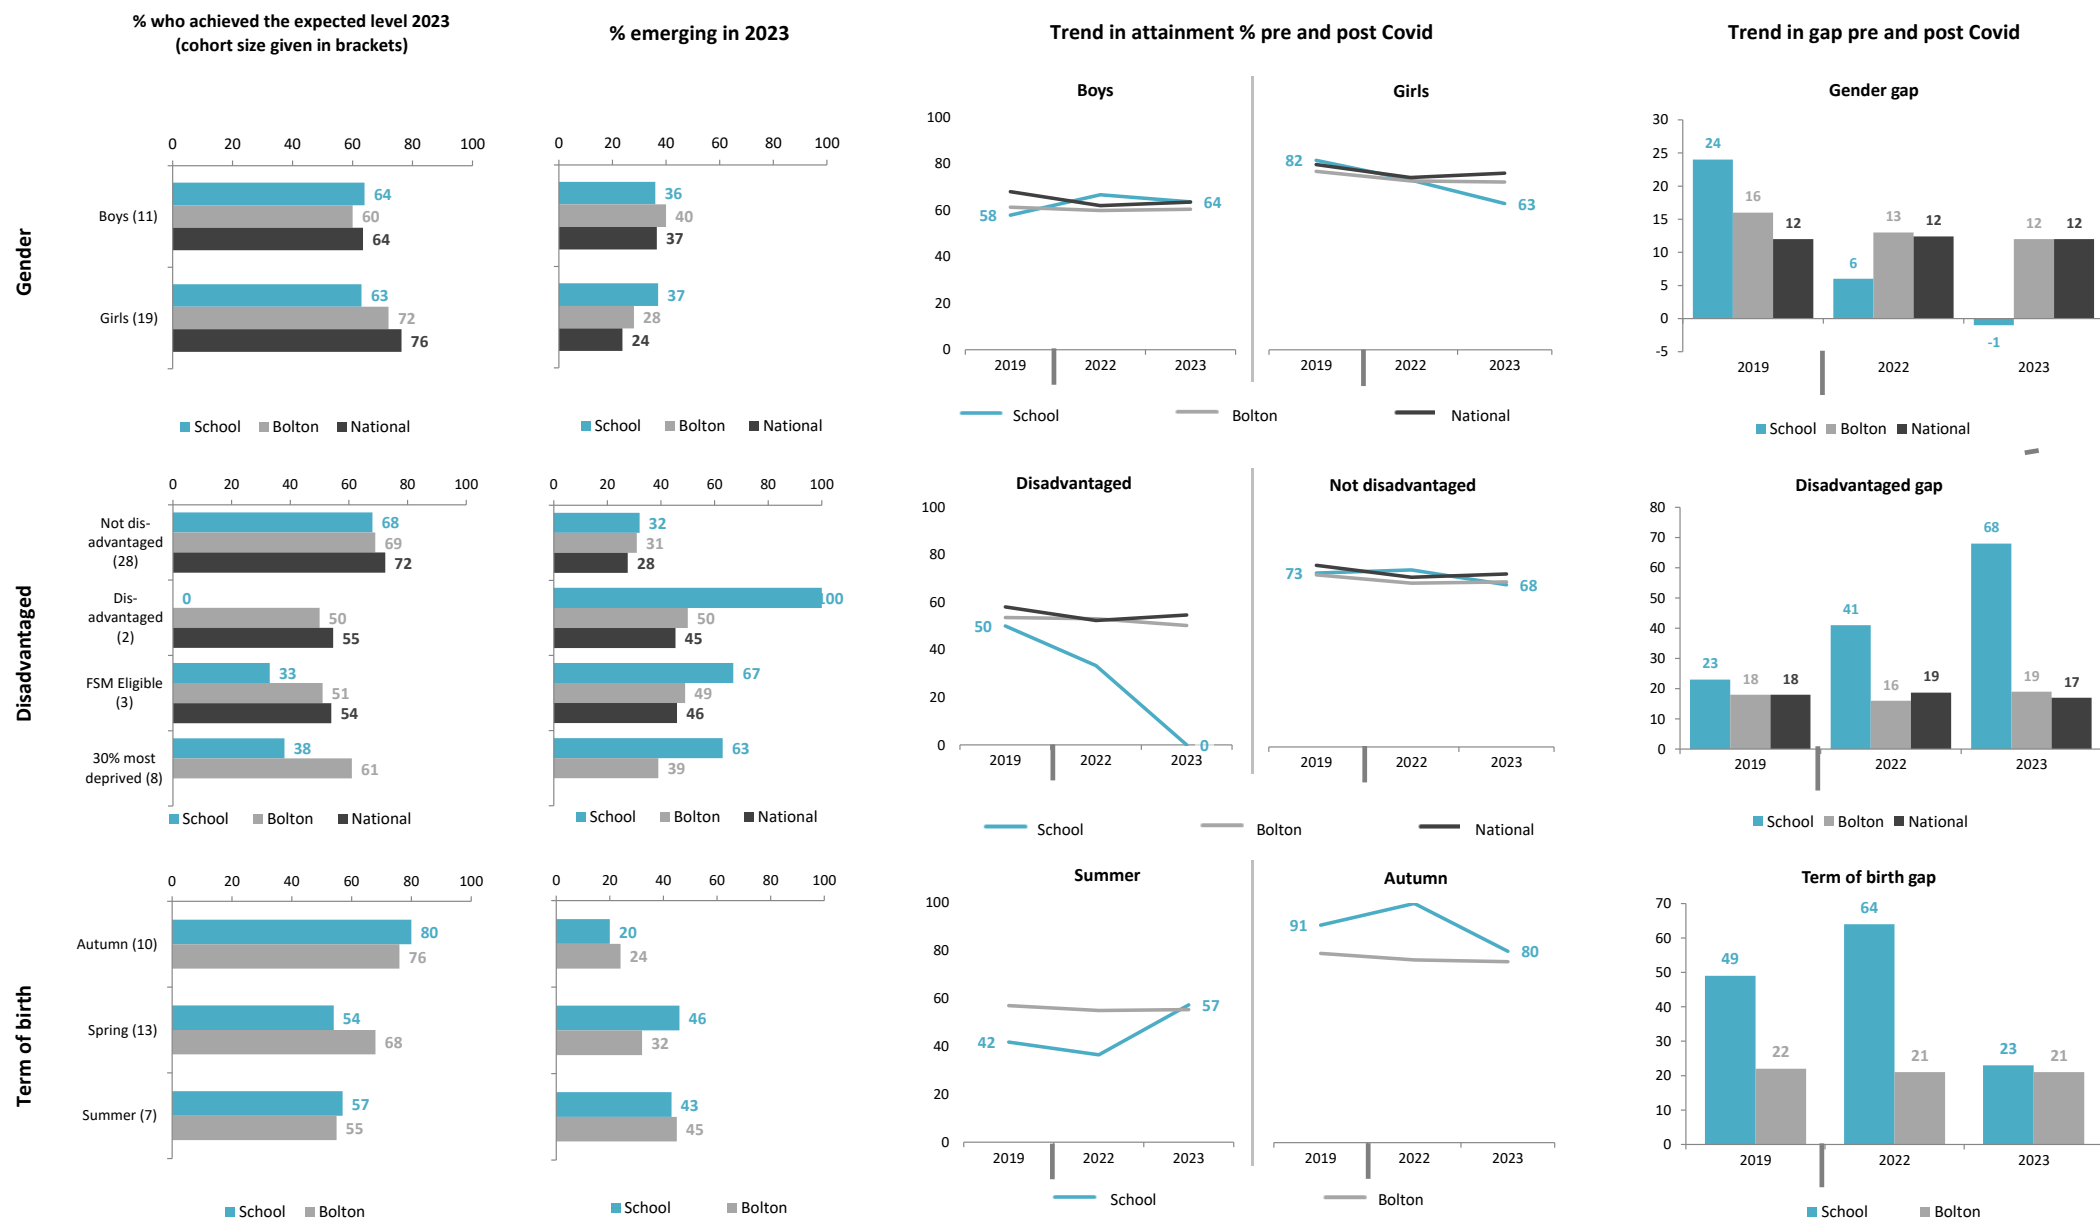 % who achieved the expected level 2023
(cohort size given in brackets)
% emerging in 2023
Trend in attainment % pre and post Covid
Trend in gap pre and post Covid
Gender
0 20 40 60 80 100
Boys (11)
64
60
64
Girls (19)
63
72
76
School Bolton National
0 20 40 60 80 100
36
40
37
37
28
24
School Bolton National
Boys
100
80
60
40
20
0
58
64
2019 2022 2023
Girls
82
63
2019 2022 2023
School Bolton National
Gender gap
30
25
20
15
10
5
0
-5
24
16
12
6
13
12
-1
12
12
2019 2022 2023
School Bolton National
Disadvantaged
0 20 40 60 80 100
Not dis-
advantaged
(28)
68
69
72
Dis-
advantaged
(2)
0
50
55
FSM Eligible
(3)
33
51
54
30% most
deprived (8)
38
61
School Bolton National
0 20 40 60 80 100
32
31
28
100
50
45
67
49
46
63
39
School Bolton National
Disadvantaged
100
80
60
40
20
0
50
0
2019 2022 2023
Not disadvantaged
73
68
2019 2022 2023
School Bolton National
Disadvantaged gap
80
70
60
50
40
30
20
10
0
23
18
18
41
16
19
68
19
17
2019 2022 2023
School Bolton National
Term of birth
0 20 40 60 80 100
Autumn (10)
80
76
Spring (13)
54
68
Summer (7)
57
55
School Bolton
0 20 40 60 80 100
20
24
46
32
43
45
School Bolton
Summer
100
80
60
40
20
0
42
57
2019 2022 2023
Autumn
91
80
2019 2022 2023
School Bolton
Term of birth gap
70
60
50
40
30
20
10
0
49
22
64
21
23
21
2019 2022 2023
School Bolton